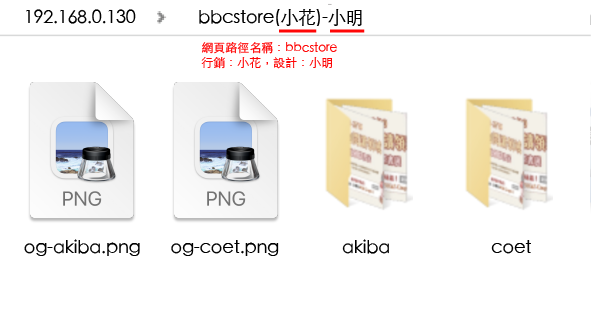 192.168.0.130 > bbcstore(小花)-小明
網頁路徑名稱：bbcstore
行銷：小花，設計：小明
PNG PNG
og-akiba.png og-coet.png akiba coet